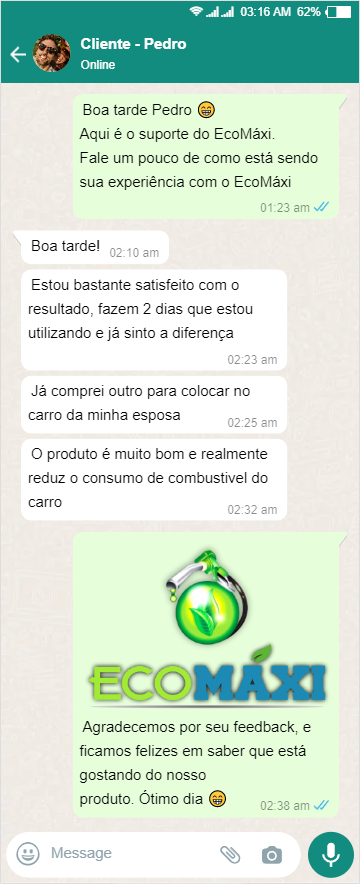 03:16 AM 62%
Cliente - Pedro
Online
Boa tarde Pedro 😁
Aqui é o suporte do EcoMáxi.
Fale um pouco de como está sendo
sua experiência com o EcoMáxi
01:23 am
Boa tarde!
02:10 am
Estou bastante satisfeito com o
resultado, fazem 2 dias que estou
utilizando e já sinto a diferença
02:23 am
Já comprei outro para colocar no
carro da minha esposa
02:25 am
O produto é muito bom e realmente
reduz o consumo de combustivel do
carro
02:32 am
ECOMÁXI
Agradecemos por seu feedback, e
ficamos felizes em saber que está
gostando do nosso
produto. Ótimo dia 😁
02:38 am
Message